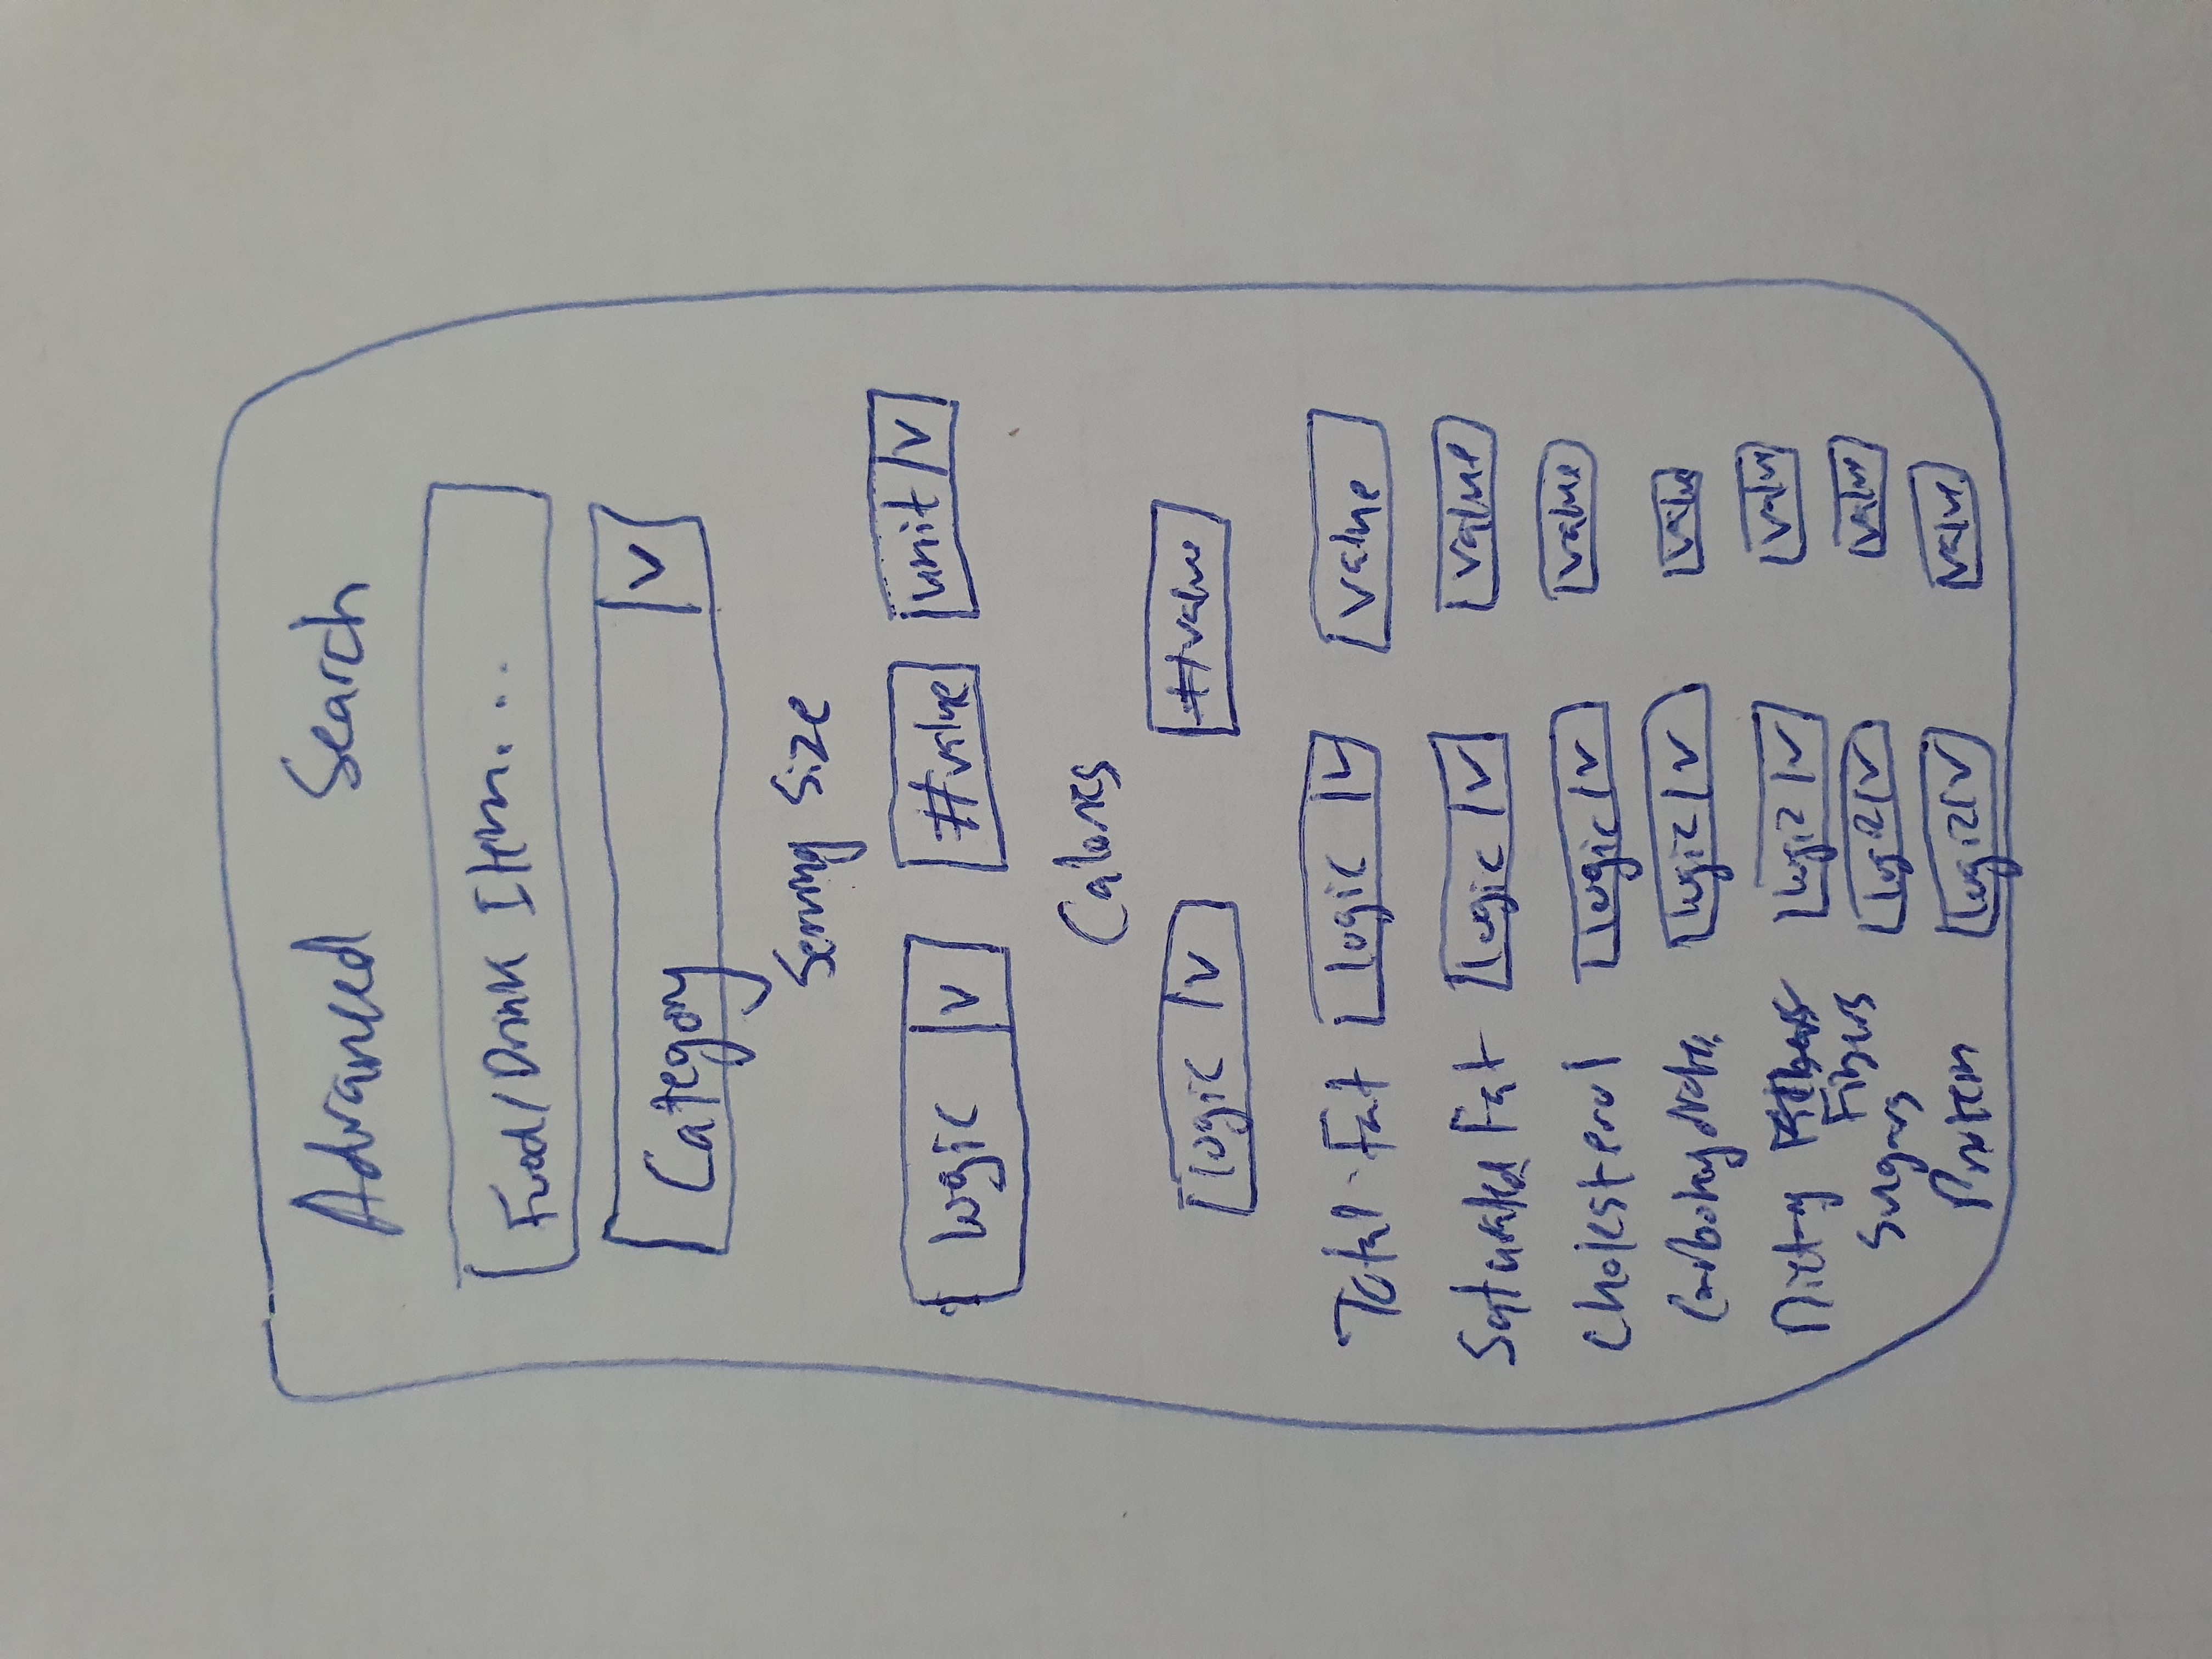 Advanced Search
Food/Drink Item....
Category V
Serving Size
logic V #value unit V
Calories
logic V #value
Total Fat logic V value
Saturated Fat logic V value
Cholesterol logic V value
Carbohydrates logic V value
Dietary logic V value
Fibers
Sugars logic V value
Protein logic V value